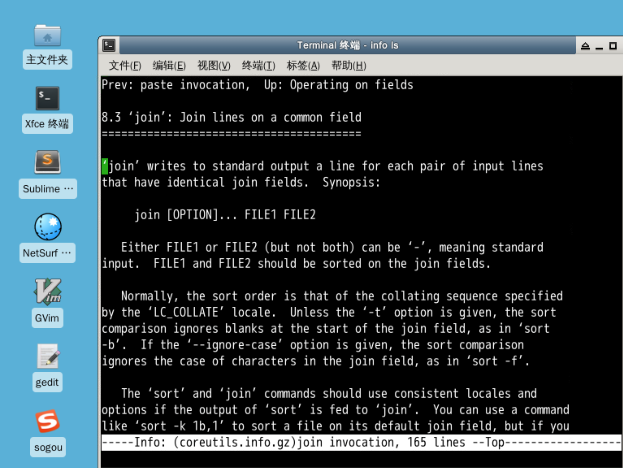 Terminal 终端 - info ls
文件(F) 编辑(E) 视图(V) 终端(T) 标签(A) 帮助(H)
主文件夹
Xfce 终端
Sublime ···
NetSurf ···
GVim
gedit
sogou
Prev: paste invocation,  Up: Operating on fields
8.3 ‘join’: Join lines on a common field
========================================
‘join’ writes to standard output a line for each pair of input lines
that have identical join fields.  Synopsis:
join [OPTION]... FILE1 FILE2
Either FILE1 or FILE2 (but not both) can be ‘-’, meaning standard
input.  FILE1 and FILE2 should be sorted on the join fields.
Normally, the sort order is that of the collating sequence specified
by the ‘LC_COLLATE’ locale.  Unless the ‘-t’ option is given, the sort
comparison ignores blanks at the start of the join field, as in ‘sort
-b’.  If the ‘--ignore-case’ option is given, the sort comparison
ignores the case of characters in the join field, as in ‘sort -f’.
The ‘sort’ and ‘join’ commands should use consistent locales and
options if the output of ‘sort’ is fed to ‘join’.  You can use a command
like ‘sort -k 1b,1’ to sort a file on its default join field, but if you
-----Info: (coreutils.info.gz)join invocation, 165 lines --Top------------------